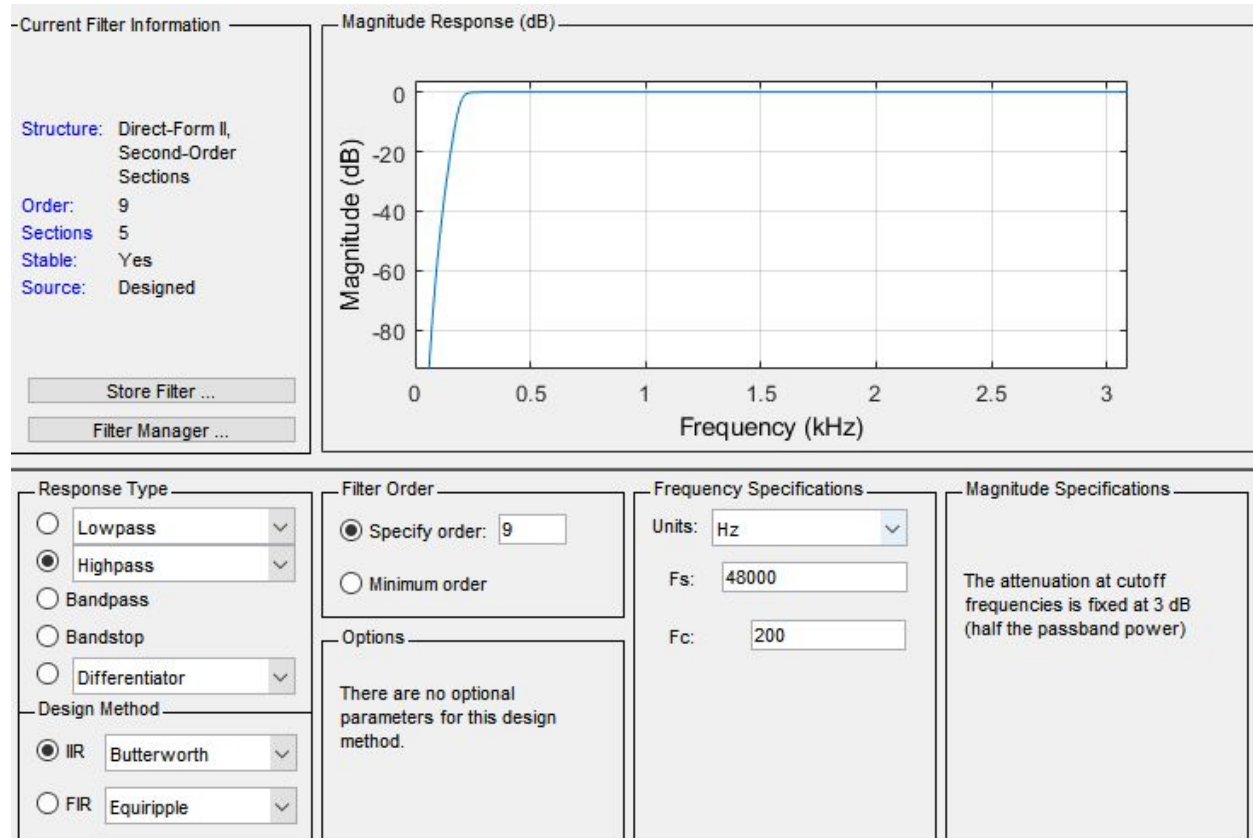 Current Filter Information
Structure: Direct-Form II,
Second-Order
Sections
Order: 9
Sections 5
Stable: Yes
Source: Designed
Store Filter ...
Filter Manager ...
Magnitude Response (dB)
Magnitude (dB)
0
-20
-40
-60
-80
0 0.5 1 1.5 2 2.5 3
Frequency (kHz)
Response Type
Lowpass
Highpass
Bandpass
Bandstop
Differentiator
Design Method
IIR Butterworth
FIR Equiripple
Filter Order
Specify order: 9
Minimum order
Options
There are no optional
parameters for this design
method.
Frequency Specifications
Units: Hz
Fs: 48000
Fc: 200
Magnitude Specifications
The attenuation at cutoff
frequencies is fixed at 3 dB
(half the passband power)